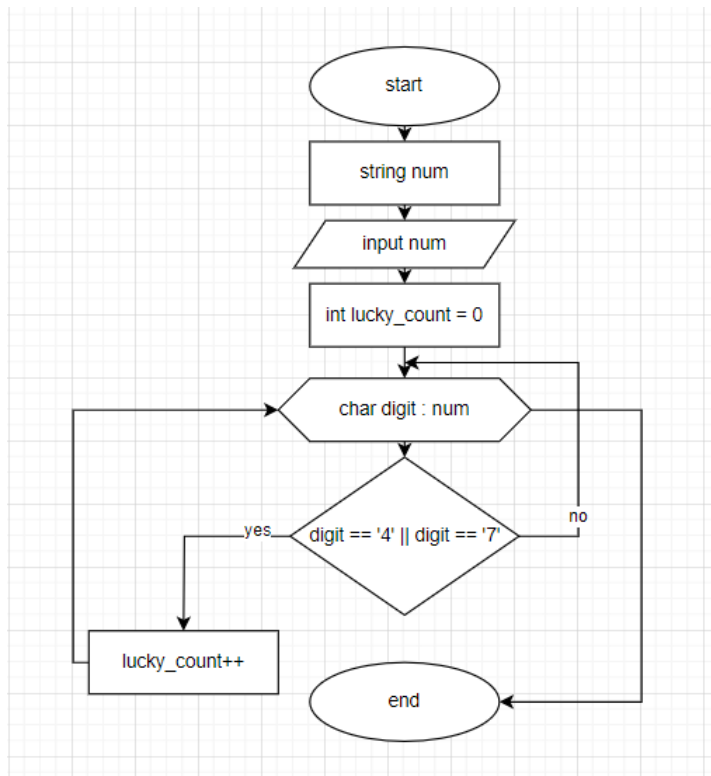 start
string num
input num
int lucky_count = 0
char digit : num
digit == '4' || digit == '7'
yes
no
lucky_count++
end